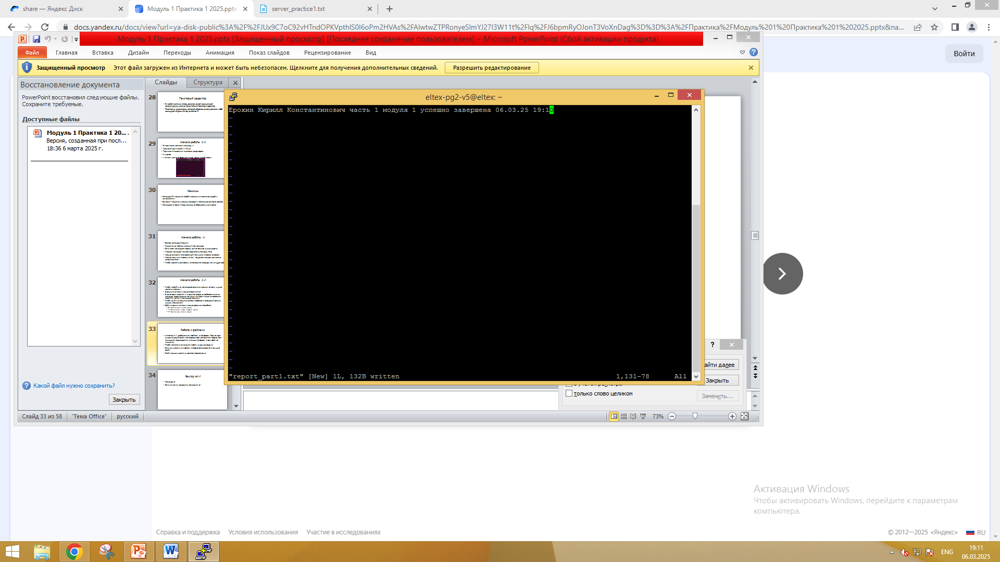 share — Яндекс Диск
Модуль 1 Практика 1 2025.pptx
server_practice1.txt
docs.yandex.ru/docs/view?url=ya-disk-public%3A%2F%2FJUx9C7oC92vHTndOPKVpthlS0I6oPm2HVAs%2FAlwtwZTPRonyeSlmYJ27I3W11t%2FIq%2FJ6bpmRyOJonT3VoXnDag%3D%3D%3A%2FПрактика%2FМодуль%201%20Практика%201%202025.pptx&na...
Модуль 1 Практика 1 2025.pptx [Защищенный просмотр] [Последнее сохранение пользователем] - Microsoft PowerPoint (Сбой активации продукта)
Файл Главная Вставка Дизайн Переходы Анимация Показ слайдов Рецензирование Вид
Войти
Защищенный просмотр Этот файл загружен из Интернета и может быть небезопасен. Щелкните для получения дополнительных сведений. Разрешить редактирование
Восстановление документа
PowerPoint восстановил следующие файлы. Сохраните требуемые.
Доступные файлы
Модуль 1 Практика 1 20...
Версия, созданная при посл...
18:36 6 марта 2025 г.
Какой файл нужно сохранить?
Закрыть
Слайды Структура
28
Текстовый редактор
29
Начало работы с vi
30
Режимы
31
Начало работы vi
32
Начало работы с vi
33
Работа с файлами
34
Выход из vi
eltex-pg2-v5@eltex: ~
Ерохин Кирилл Константинович часть 1 модуля 1 успешно завершена 06.03.25 19:10
"report_part1.txt" [New] 1L, 132B written 1,131-78 All
айти далее
Закрыть
только слово целиком
Заменить...
Слайд 33 из 58 "Тема Office" русский 73%
Активация Windows
Чтобы активировать Windows, перейдите к параметрам
компьютера.
Справка и поддержка Условия использования Участие в исследованиях
© 2012—2025 «Яндекс» RU
ENG
19:11
06.03.2025